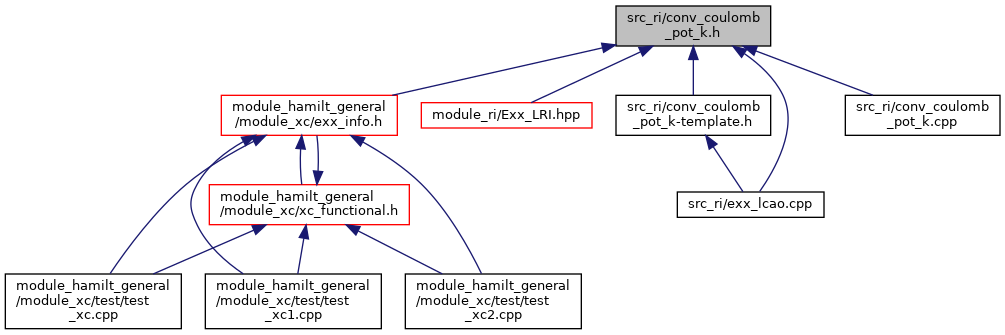 src_ri/conv_coulomb
_pot_k.h
module_hamilt_general
/module_xc/exx_info.h
module_ri/Exx_LRI.hpp
src_ri/conv_coulomb
_pot_k-template.h
src_ri/conv_coulomb
_pot_k.cpp
module_hamilt_general
/module_xc/xc_functional.h
src_ri/exx_lcao.cpp
module_hamilt_general
/module_xc/test/test
_xc.cpp
module_hamilt_general
/module_xc/test/test
_xc1.cpp
module_hamilt_general
/module_xc/test/test
_xc2.cpp